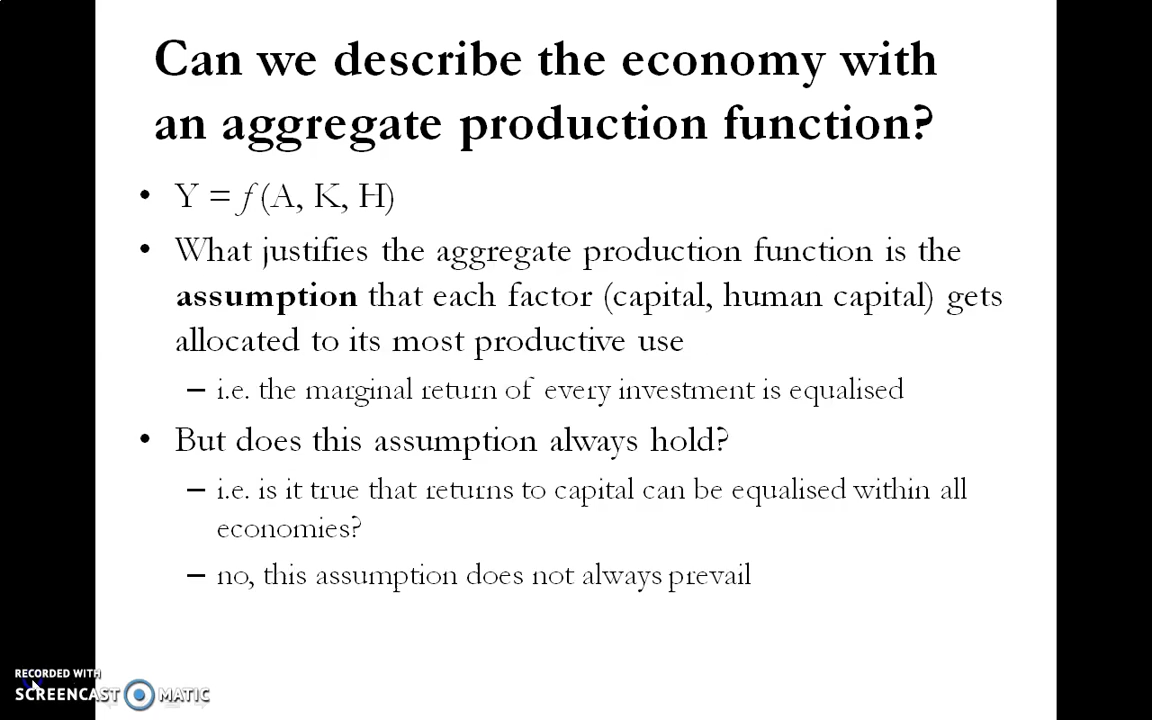 Can we describe the economy with
an aggregate production function?
• Y = f (A, K, H)
• What justifies the aggregate production function is the
assumption that each factor (capital, human capital) gets
allocated to its most productive use
– i.e. the marginal return of every investment is equalised
• But does this assumption always hold?
– i.e. is it true that returns to capital can be equalised within all
economies?
– no, this assumption does not always prevail
RECORDED WITH
SCREENCAST MATIC